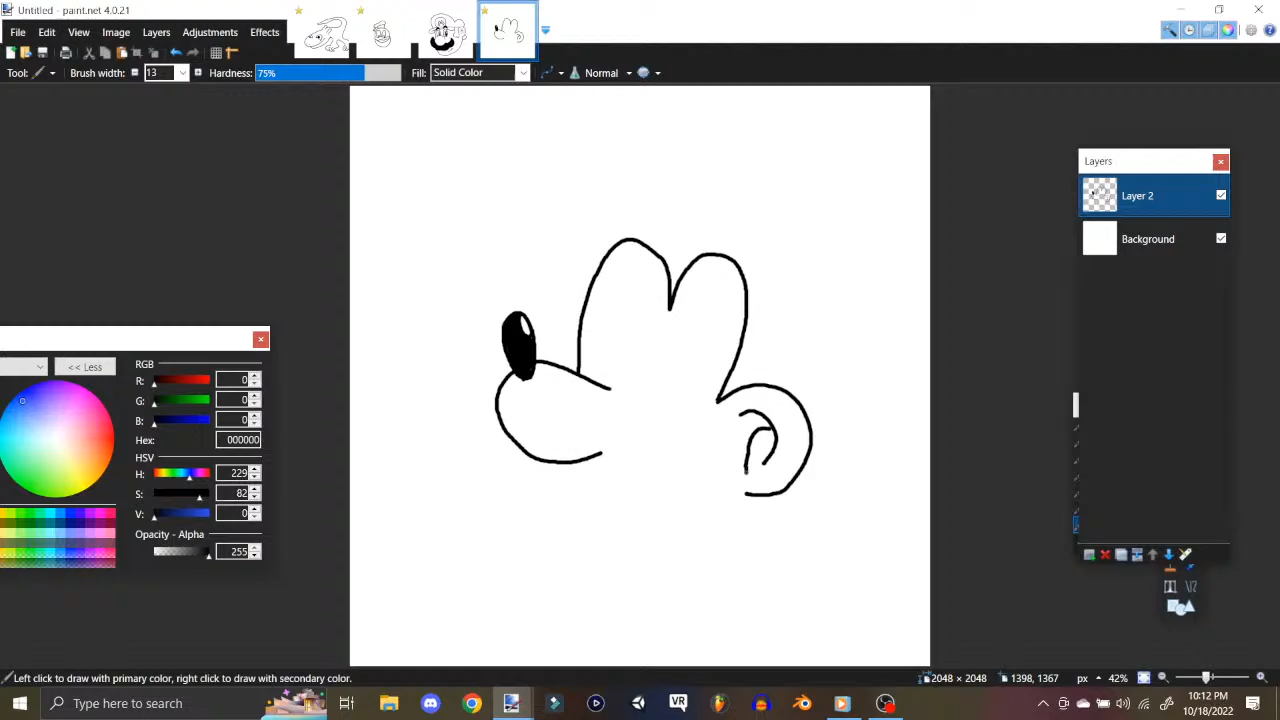 Untitled - paint.net 4.0.21
File Edit View Image Layers Adjustments Effects
Tool: Brush width: 13 Hardness: 75% Fill: Solid Color Normal
Layers
Layer 2
Background
<< Less
RGB
R: 0
G: 0
B: 0
Hex: 000000
HSV
H: 229
S: 82
V: 0
Opacity - Alpha
255
Left click to draw with primary color, right click to draw with secondary color.
2048 × 2048 1398, 1367 px 42%
Type here to search
VR
10:12 PM
10/18/2022